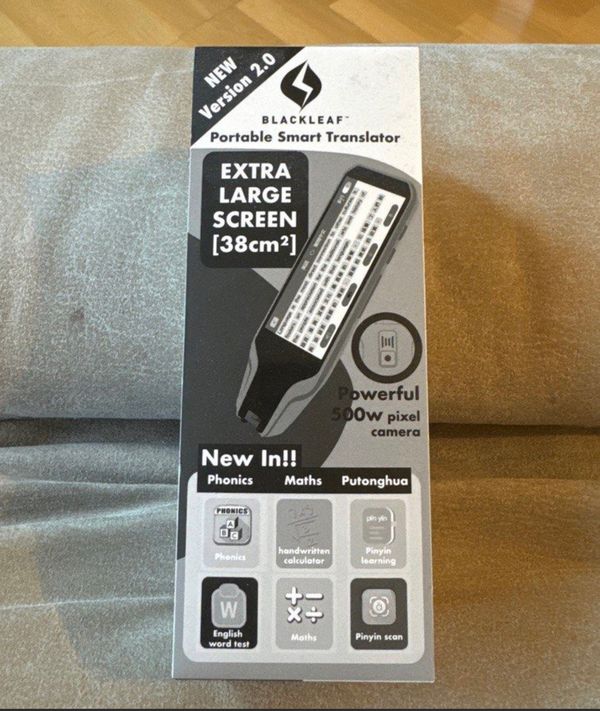 NEW
Version 2.0
BLACKLEAF™
Portable Smart Translator
EXTRA
LARGE
SCREEN
[38cm²]
Powerful
500w pixel
camera
New In!!
Phonics Maths Putonghua
PHONICS
A
B C
Phonics
handwritten
calculator
pin yin
Pinyin
learning
W
English
word test
+ −
× ÷
Maths
Pinyin scan